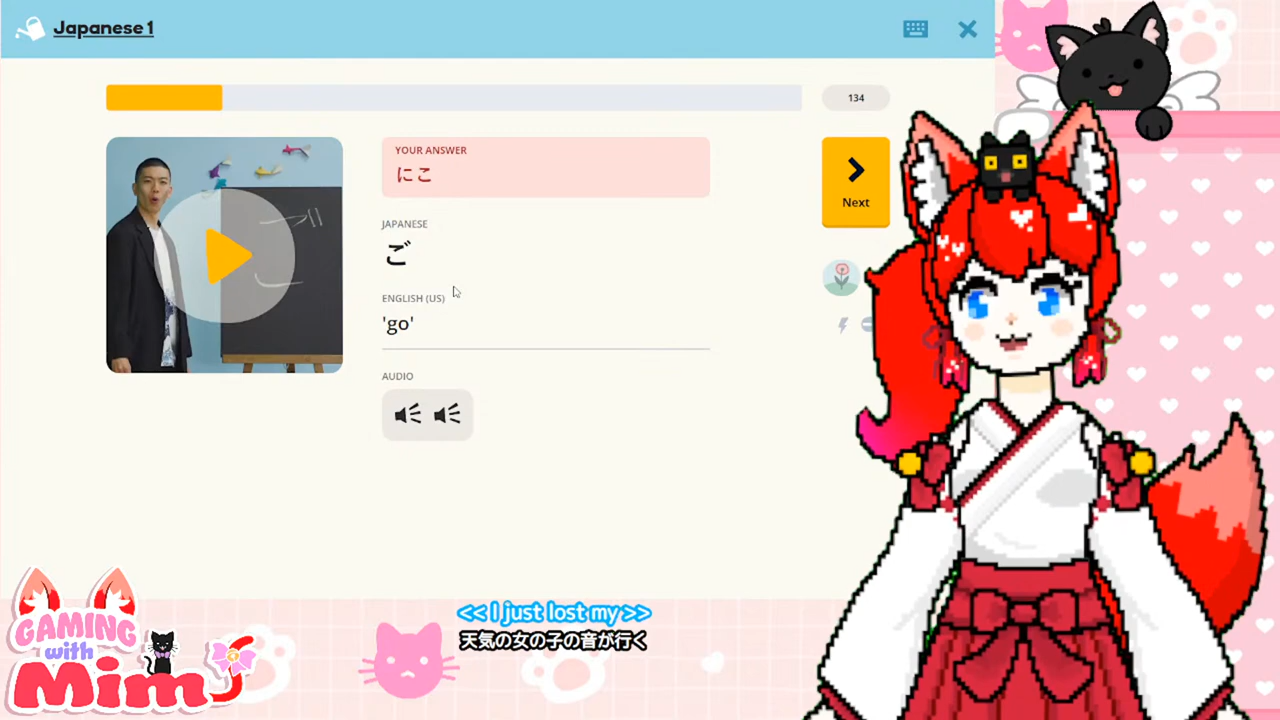 Japanese 1
134
YOUR ANSWER
にこ
JAPANESE
ご
ENGLISH (US)
'go'
AUDIO
Next
<< I just lost my >>
天気の女の子の音が行く
GAMING
with
Mim